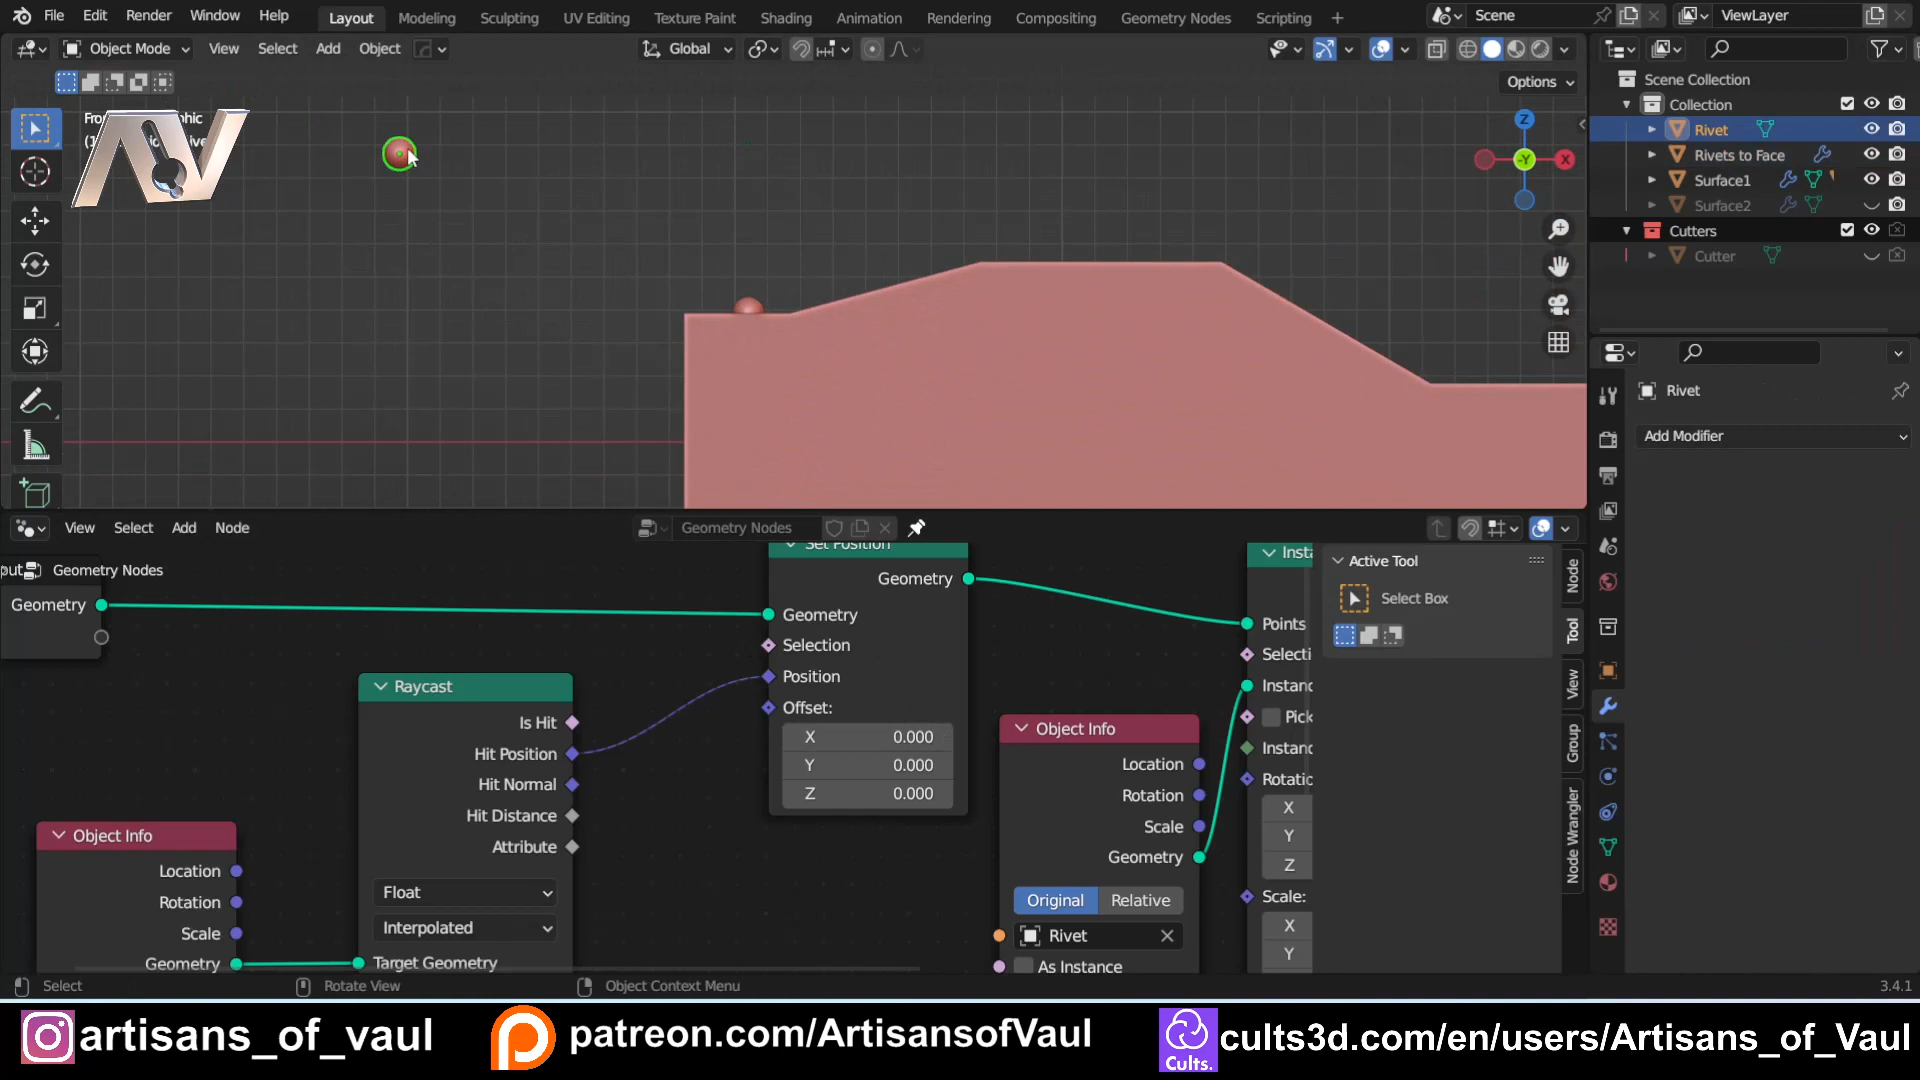 File Edit Render Window Help Layout Modeling Sculpting UV Editing Texture Paint Shading Animation Rendering Compositing Geometry Nodes Scripting + Scene ViewLayer
Object Mode View Select Add Object Global
Options
Scene Collection
Collection
Rivet
Rivets to Face
Surface1
Surface2
Cutters
Cutter
Z
-Y
X
AV
Rivet
Add Modifier
View Select Add Node Geometry Nodes
Geometry Nodes
Geometry
Set Position
Geometry
Geometry
Selection
Position
Offset:
X 0.000
Y 0.000
Z 0.000
Raycast
Is Hit
Hit Position
Hit Normal
Hit Distance
Attribute
Float
Interpolated
Target Geometry
Object Info
Location
Rotation
Scale
Geometry
Object Info
Location
Rotation
Scale
Geometry
Original Relative
Rivet
As Instance
Points
X
Y
Z
Scale:
X
Y
Active Tool
Select Box
Node
Tool
View
Group
Node Wrangler
Select Rotate View Object Context Menu 3.4.1
artisans_of_vaul patreon.com/ArtisansofVaul Cults. cults3d.com/en/users/Artisans_of_Vaul